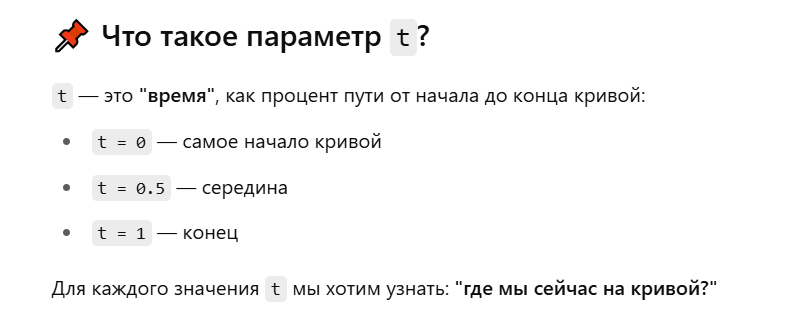 📌 Что такое параметр t?
t — это "время", как процент пути от начала до конца кривой:
• t = 0 — самое начало кривой
• t = 0.5 — середина
• t = 1 — конец
Для каждого значения t мы хотим узнать: "где мы сейчас на кривой?"